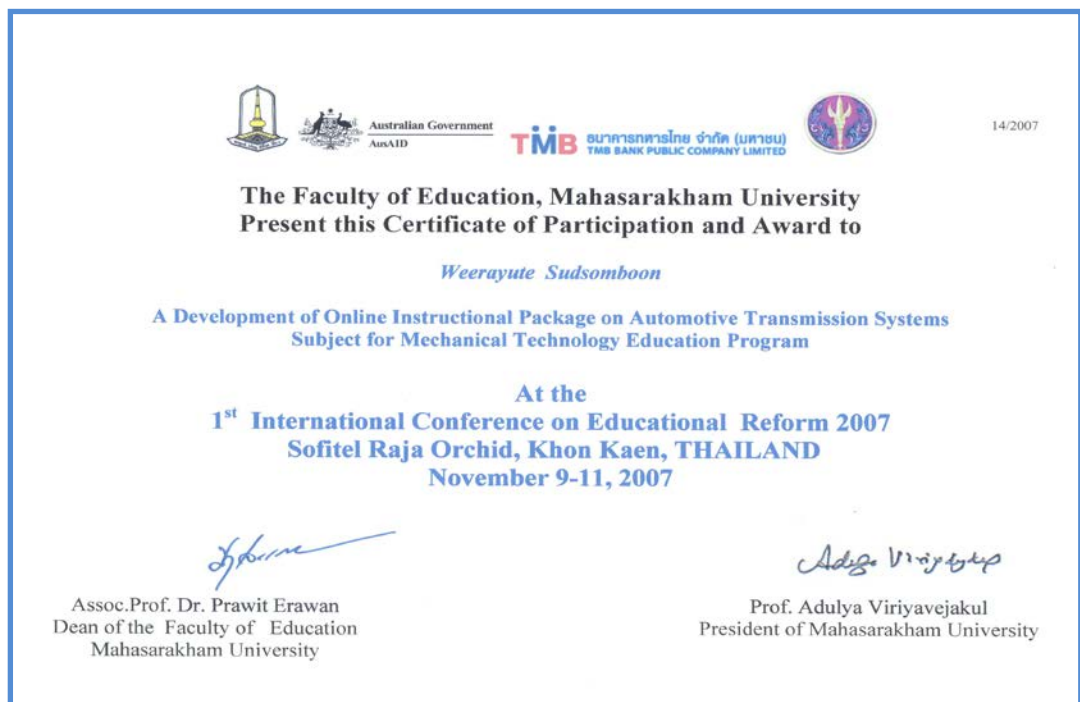 Australian Government
AusAID
TMB ธนาคารทหารไทย จำกัด (มหาชน)
TMB BANK PUBLIC COMPANY LIMITED
14/2007
The Faculty of Education, Mahasarakham University
Present this Certificate of Participation and Award to
Weerayute Sudsomboon
A Development of Online Instructional Package on Automotive Transmission Systems
Subject for Mechanical Technology Education Program
At the
1st International Conference on Educational Reform 2007
Sofitel Raja Orchid, Khon Kaen, THAILAND
November 9-11, 2007
Assoc.Prof. Dr. Prawit Erawan
Dean of the Faculty of Education
Mahasarakham University
Prof. Adulya Viriyavejakul
President of Mahasarakham University